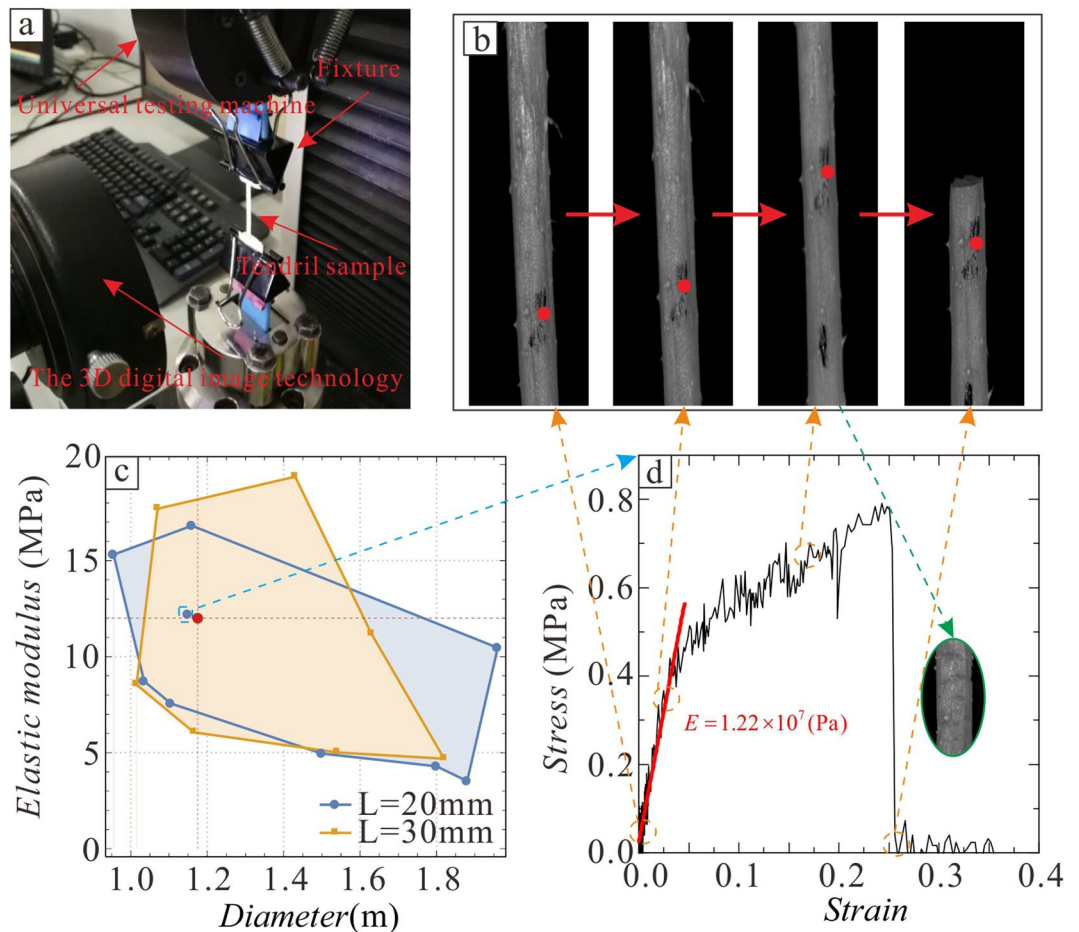 a
Fixture
Universal testing machine
Tendril sample
The 3D digital image technology
b
c
20
15
10
5
0
Elastic modulus (MPa)
1.0 1.2 1.4 1.6 1.8
Diameter(m)
L=20mm
L=30mm
d
0.8
0.6
0.4
0.2
0.0
Stress (MPa)
E = 1.22×10⁷(Pa)
0.0 0.1 0.2 0.3 0.4
Strain